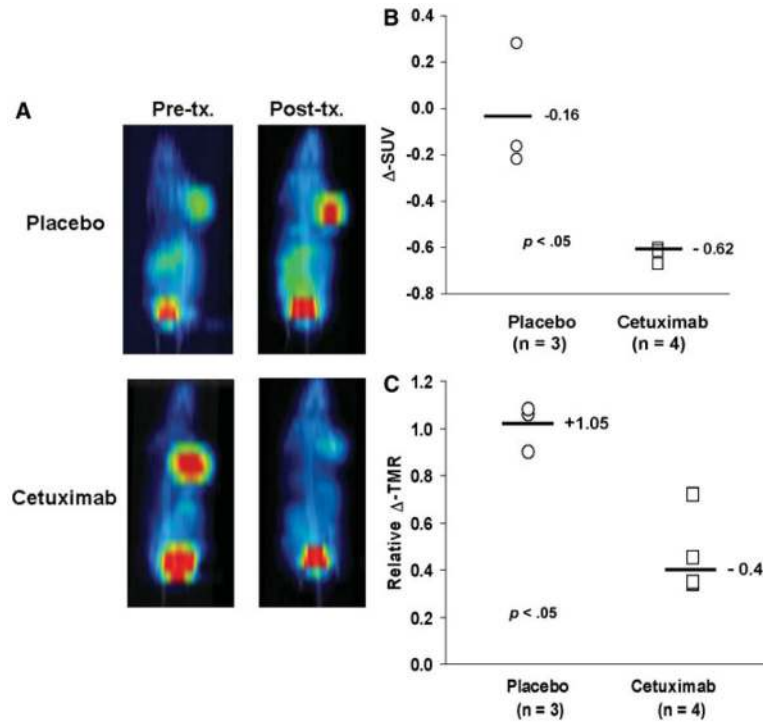 A
Pre-tx.
Post-tx.
Placebo
Cetuximab
B
Δ-SUV
0.4
0.2
0.0
-0.2
-0.4
-0.6
-0.8
-0.16
p < .05
- 0.62
Placebo
(n = 3)
Cetuximab
(n = 4)
C
Relative Δ-TMR
1.2
1.0
0.8
0.6
0.4
0.2
0.0
+1.05
- 0.4
p < .05
Placebo
(n = 3)
Cetuximab
(n = 4)